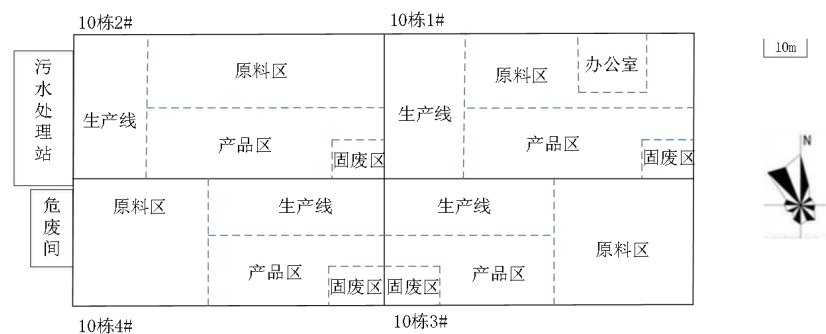 10栋2#
10栋1#
10m
污水处理站
原料区
生产线
产品区
固废区
原料区
办公室
生产线
产品区
固废区
N
危废间
原料区
生产线
产品区
固废区
生产线
原料区
固废区
产品区
10栋4#
10栋3#